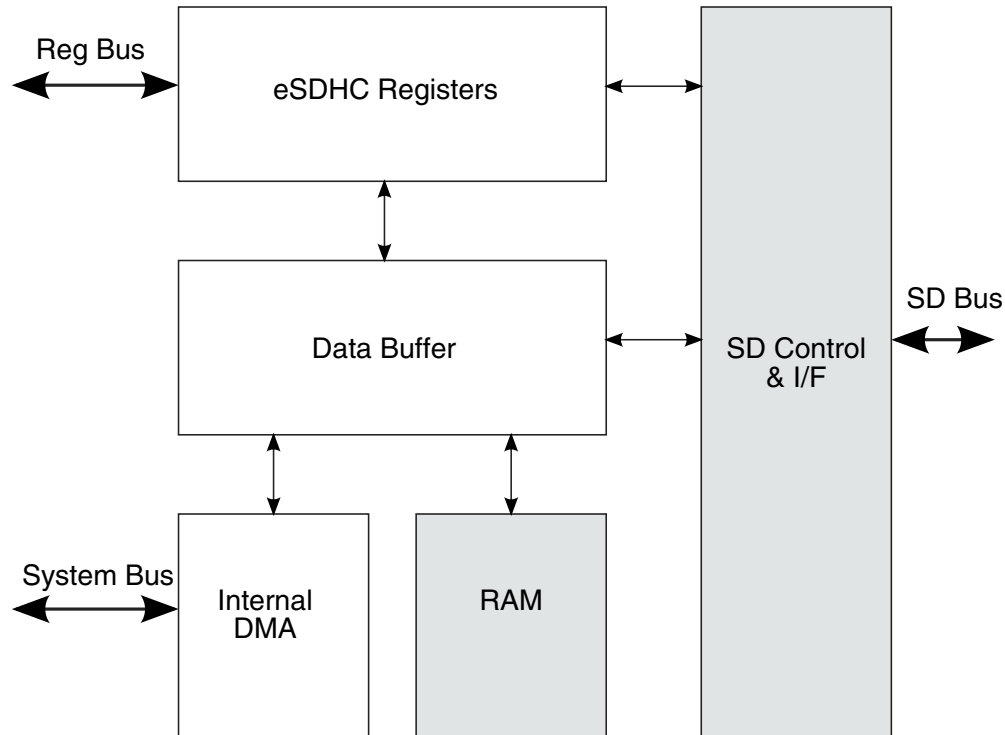 Reg Bus
eSDHC Registers
Data Buffer
SD Control
& I/F
SD Bus
System Bus
Internal
DMA
RAM